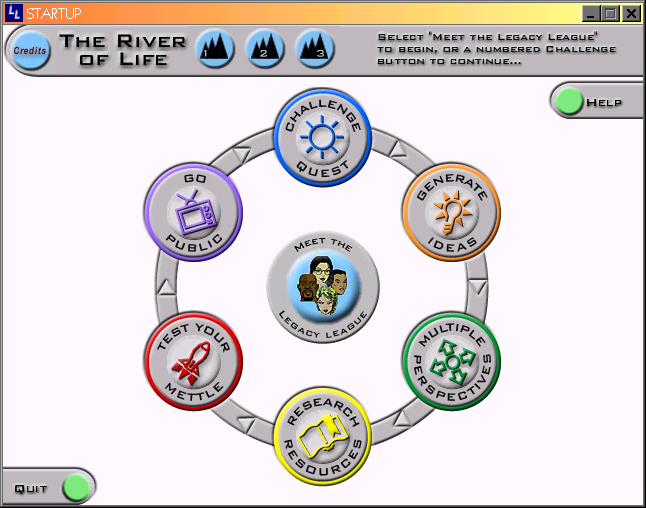 LL STARTUP
Credits
The River
of Life
1
2
3
Select 'Meet the Legacy League'
to begin, or a numbered Challenge
button to continue...
Help
Challenge
Quest
Go
Public
Generate
Ideas
Meet the
Legacy League
Test Your
Mettle
Multiple
Perspectives
Research
Resources
Quit